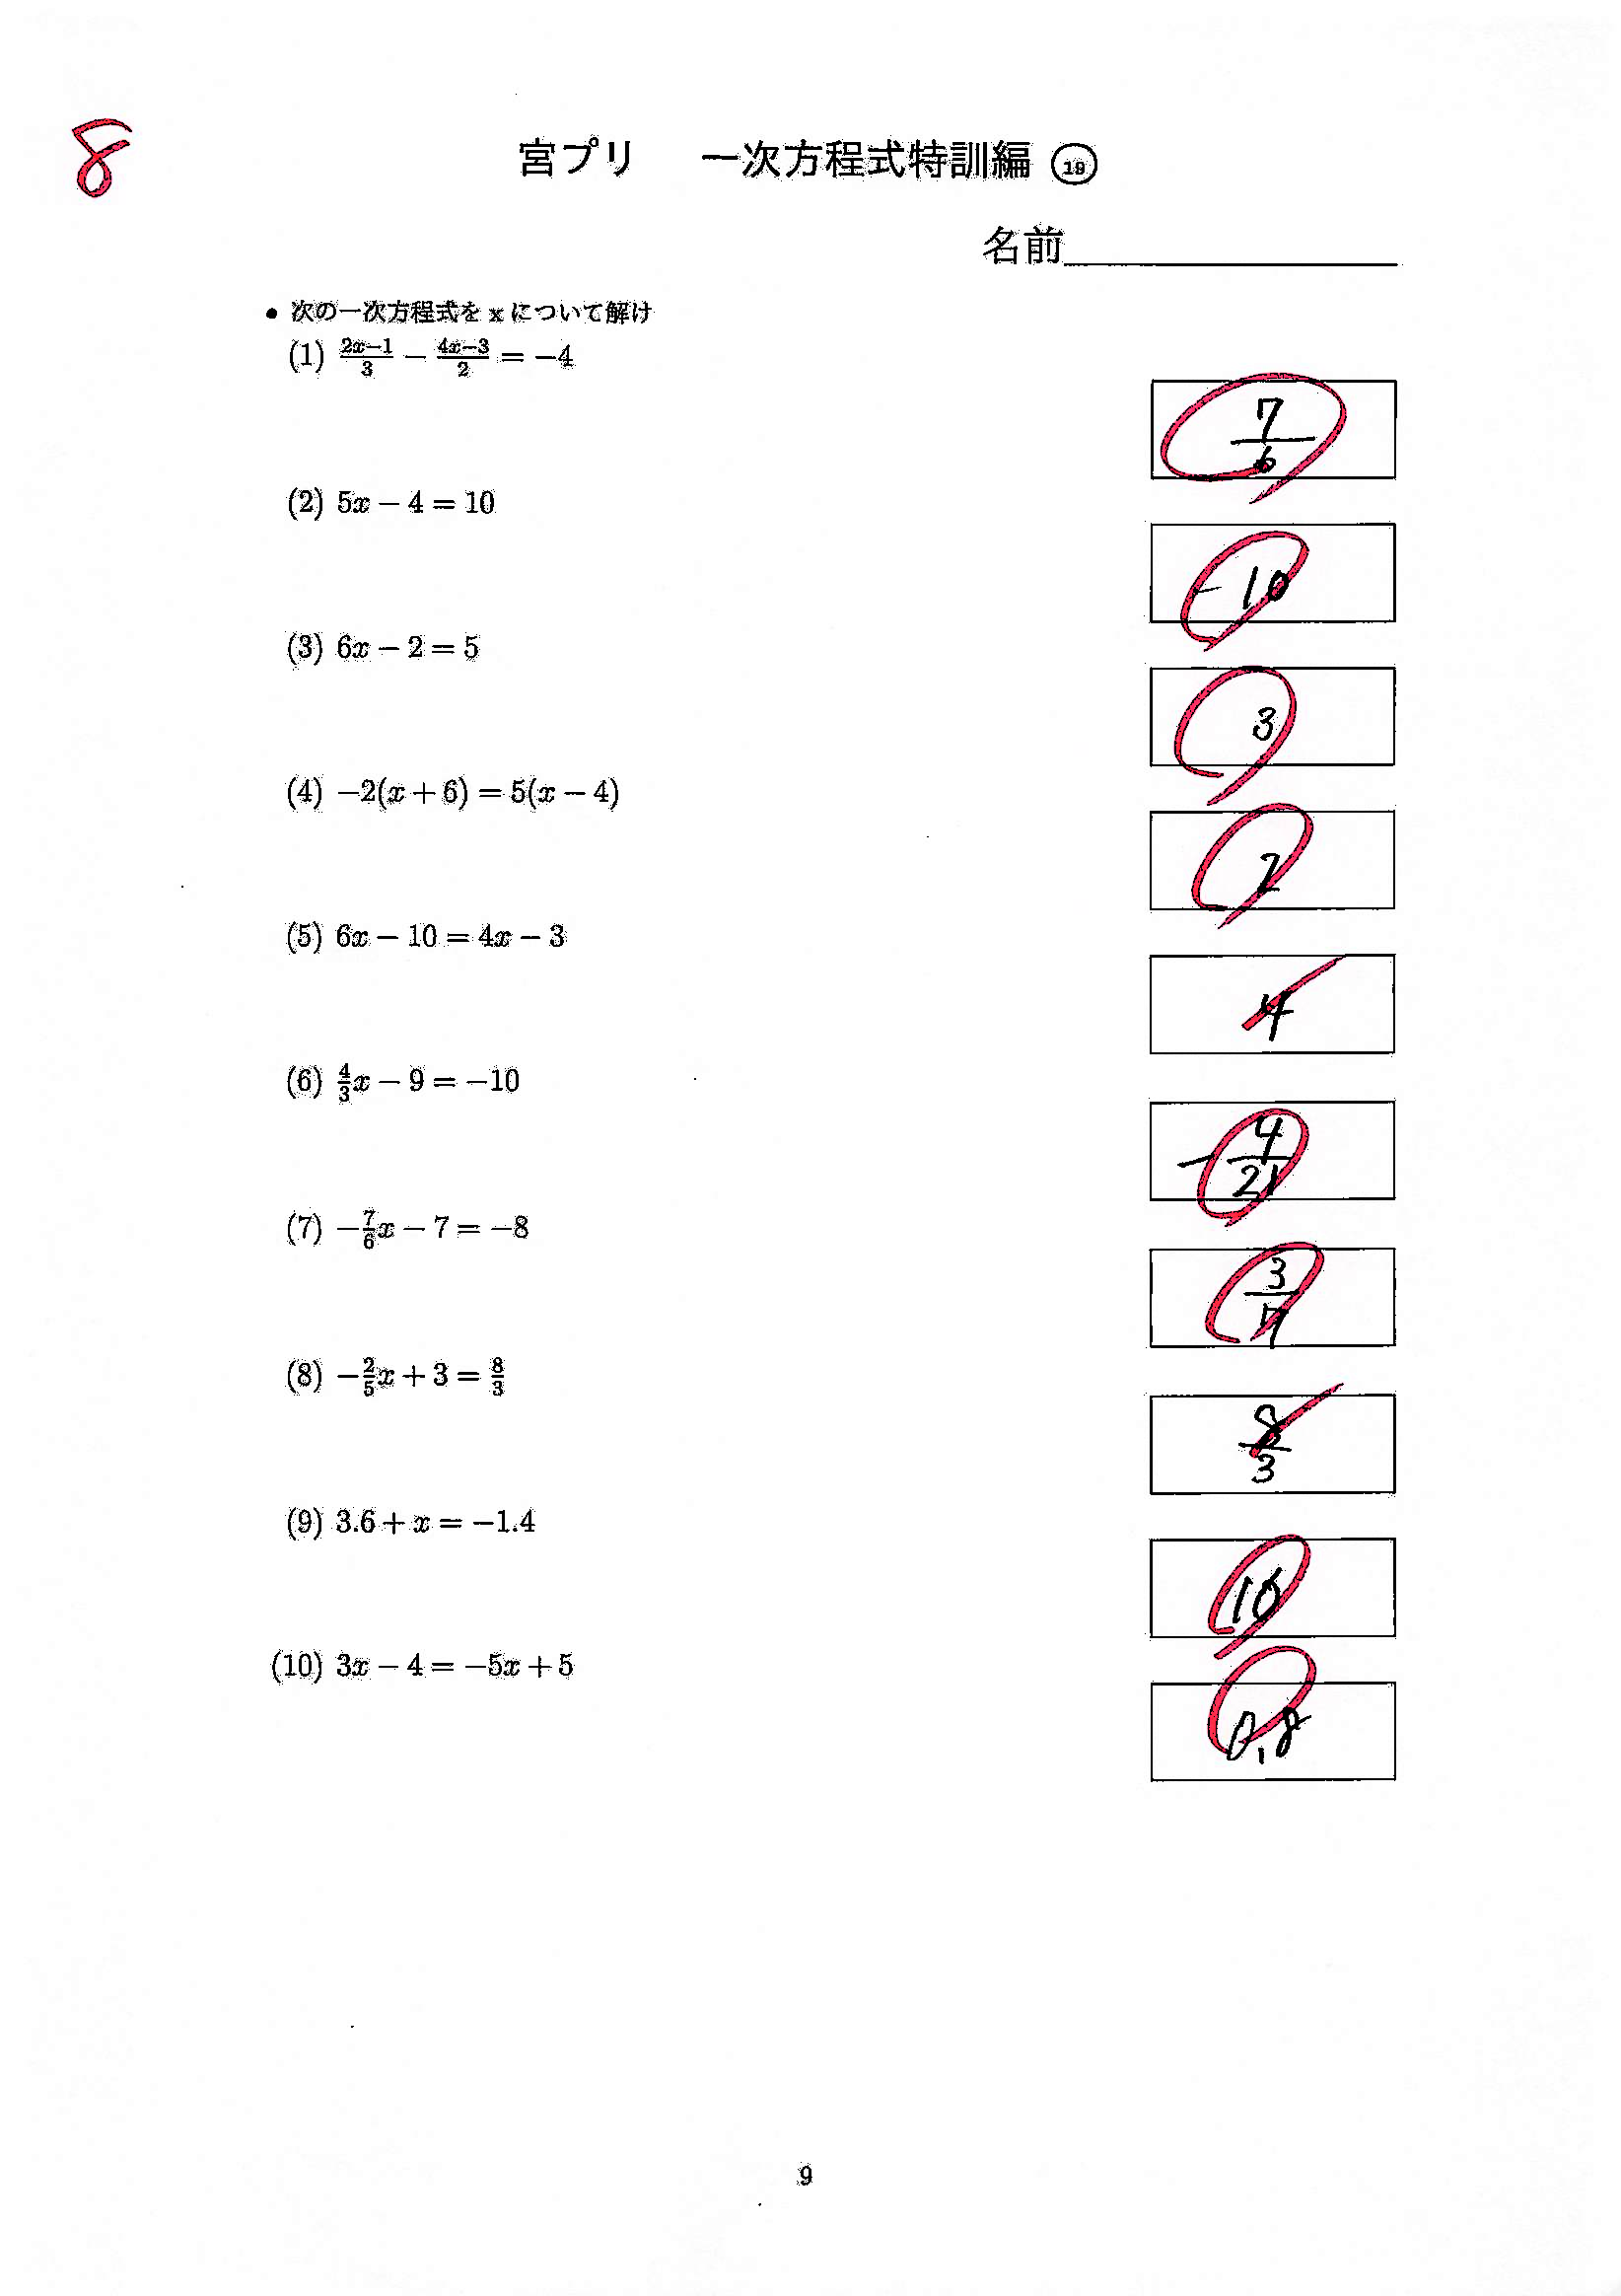 8
宮プリ 一次方程式特訓編 ⑲
名前
• 次の一次方程式を x について解け
(1) \frac{2x-1}{3} − \frac{4x-3}{2} = −4
7/6
(2) 5x − 4 = 10
−10
(3) 6x − 2 = 5
3
(4) −2(x + 6) = 5(x − 4)
2
(5) 6x − 10 = 4x − 3
4
(6) \frac{4}{3}x − 9 = −10
−4/21
(7) −\frac{7}{6}x − 7 = −8
3/7
(8) −\frac{2}{5}x + 3 = \frac{8}{3}
8/3
(9) 3.6 + x = −1.4
10
(10) 3x − 4 = −5x + 5
0.8
9